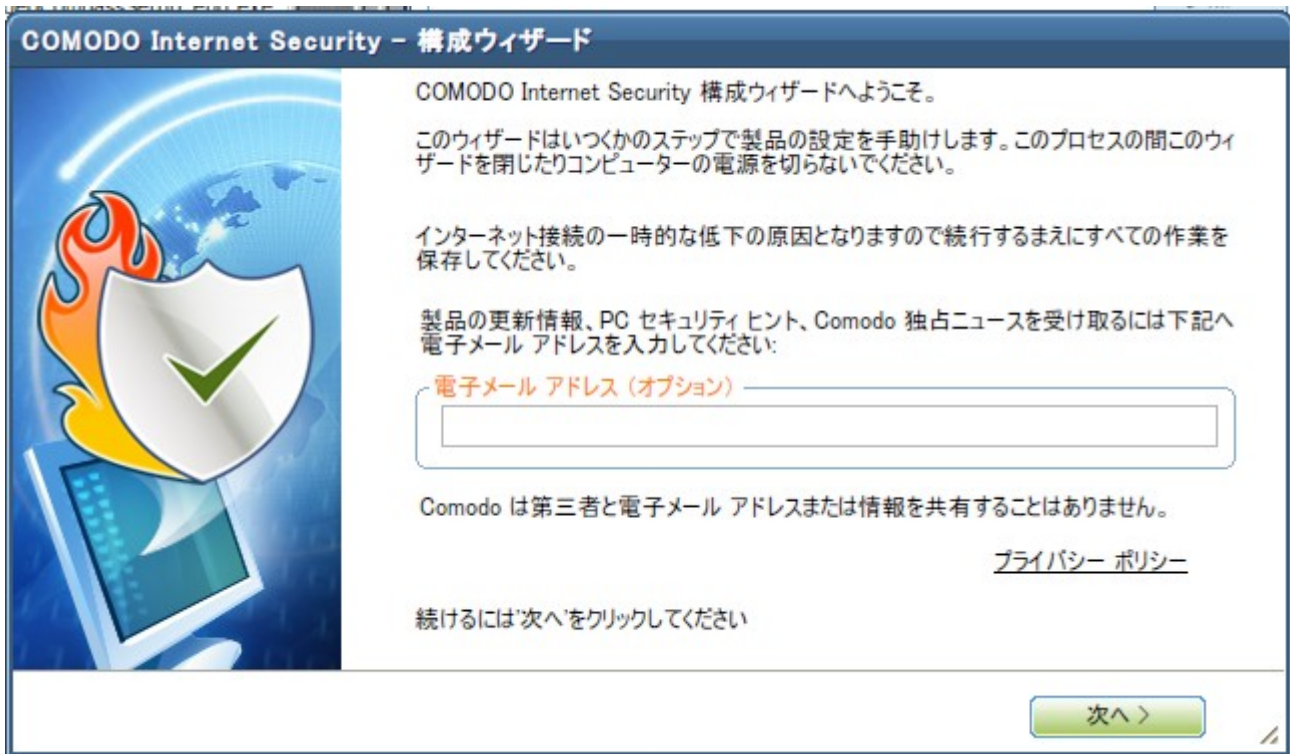 COMODO Internet Security - 構成ウィザード
COMODO Internet Security 構成ウィザードへようこそ。
このウィザードはいつくかのステップで製品の設定を手助けします。このプロセスの間このウィ
ザードを閉じたりコンピューターの電源を切らないでください。
インターネット接続の一時的な低下の原因となりますので続行するまえにすべての作業を
保存してください。
製品の更新情報、PC セキュリティ ヒント、Comodo 独占ニュースを受け取るには下記へ
電子メール アドレスを入力してください:
電子メール アドレス (オプション)
Comodo は第三者と電子メール アドレスまたは情報を共有することはありません。
プライバシー ポリシー
続けるには'次へ'をクリックしてください
次へ >